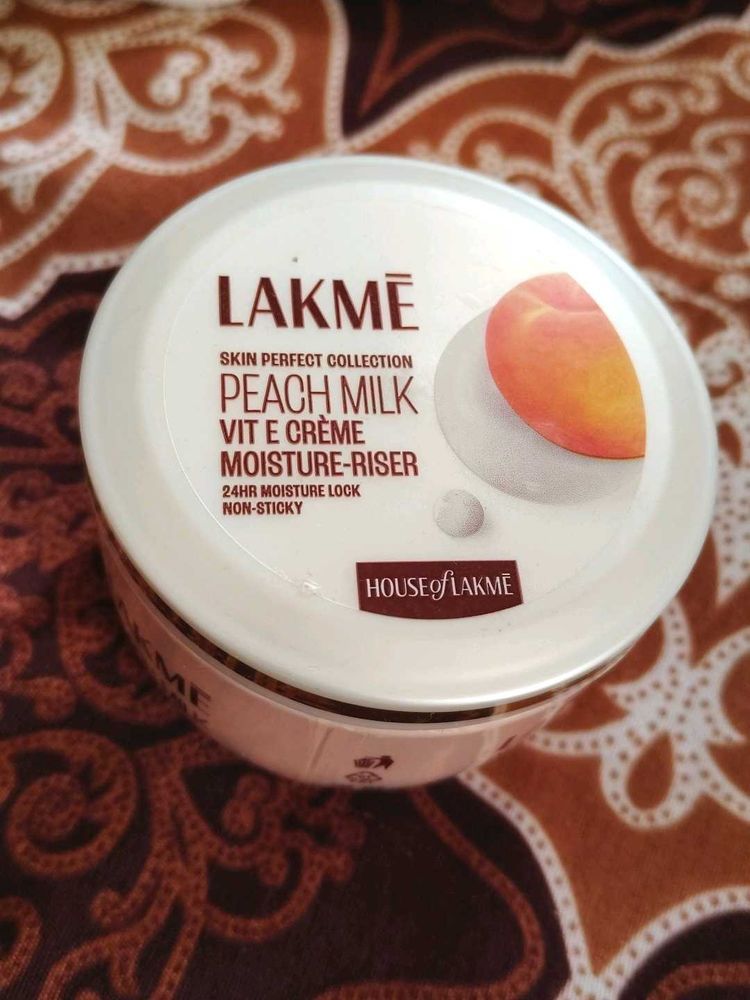 LAKMĒ
SKIN PERFECT COLLECTION
PEACH MILK
VIT E CRÈME
MOISTURE-RISER
24HR MOISTURE LOCK
NON-STICKY
HOUSE of LAKMĒ